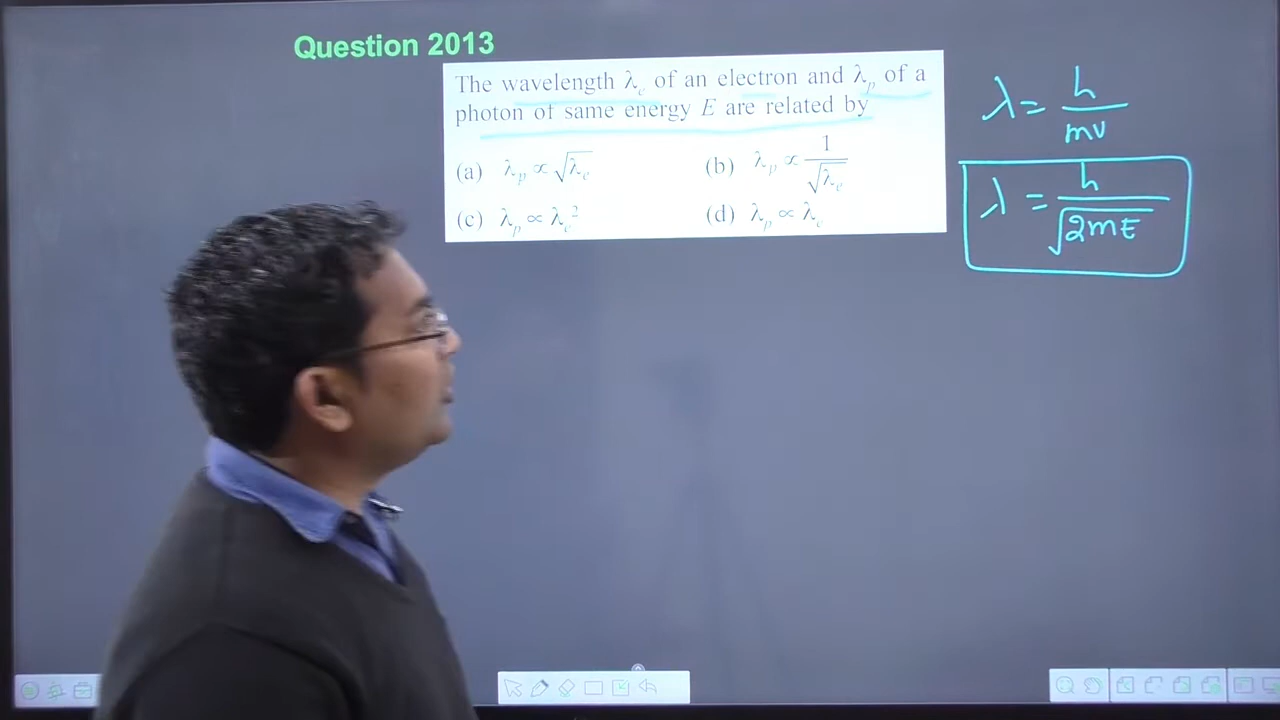 Question 2013
The wavelength λₑ of an electron and λₚ of a
photon of same energy E are related by
(a) λₚ ∝ √λₑ
(b) λₚ ∝ 1/√λₑ
(c) λₚ ∝ λₑ²
(d) λₚ ∝ λₑ
λ = h/mv
λ = h/√2mE